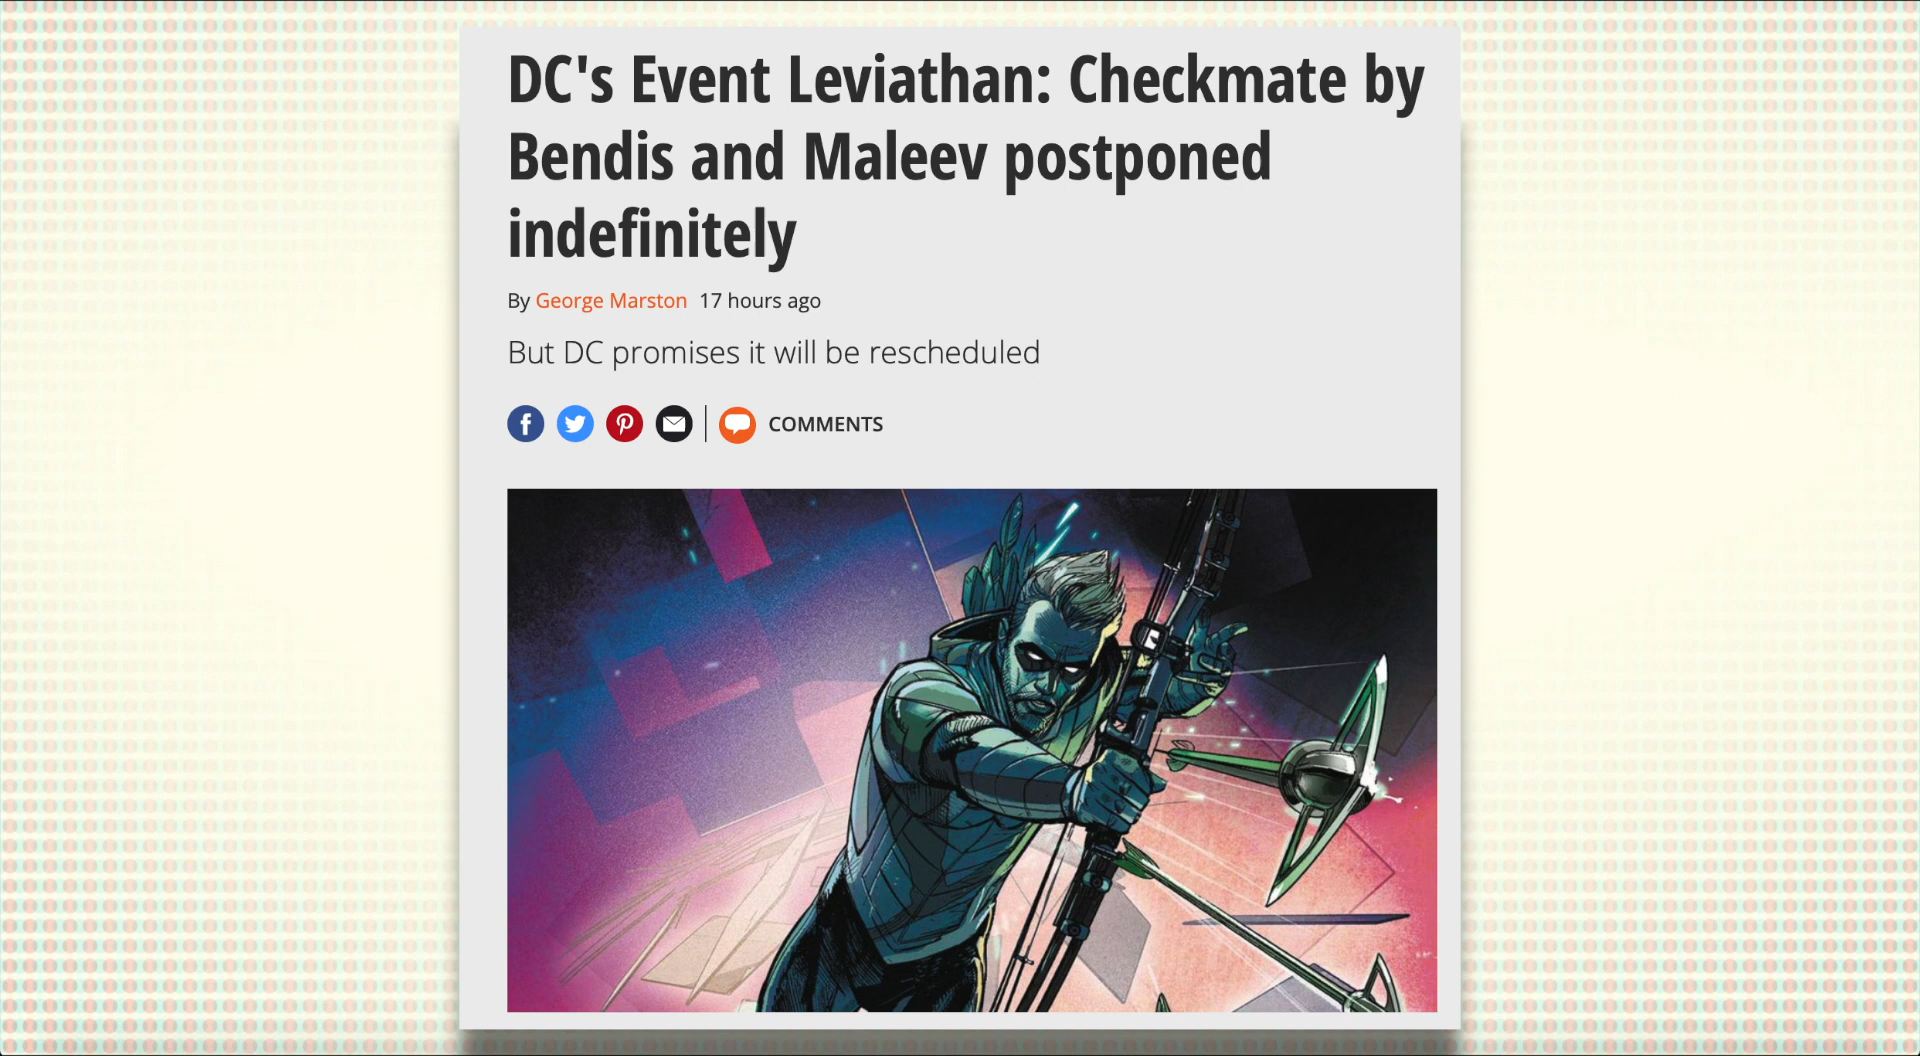 DC's Event Leviathan: Checkmate by
Bendis and Maleev postponed
indefinitely
By George Marston 17 hours ago
But DC promises it will be rescheduled
COMMENTS